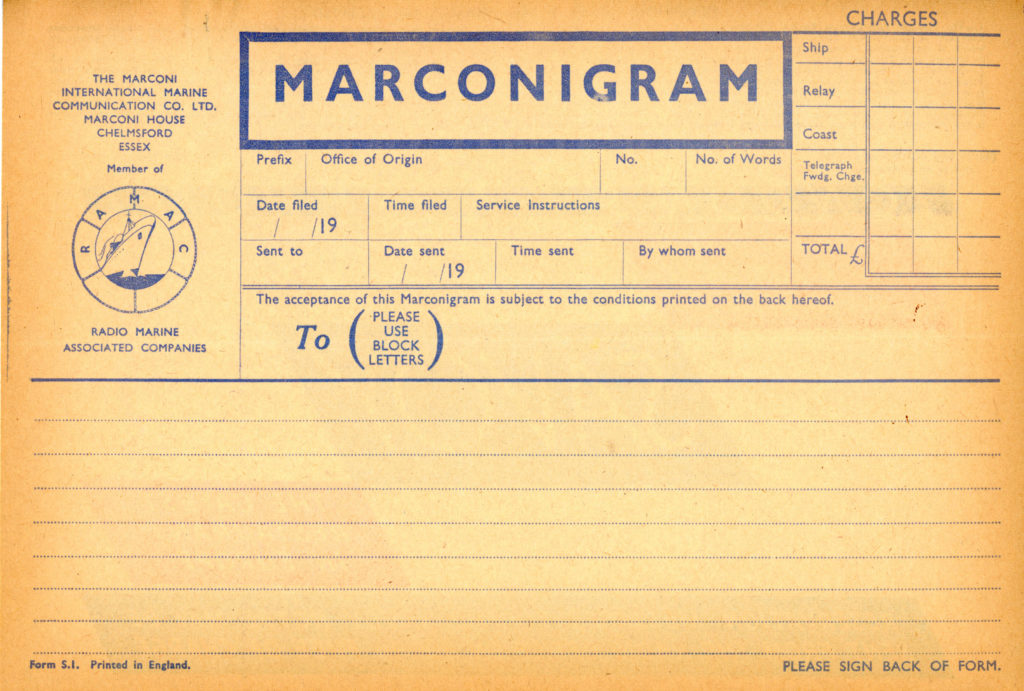 CHARGES
THE MARCONI
INTERNATIONAL MARINE
COMMUNICATION CO. LTD.
MARCONI HOUSE
CHELMSFORD
ESSEX
Member of
R A M A C
RADIO MARINE
ASSOCIATED COMPANIES
MARCONIGRAM
Ship
Relay
Coast
Telegraph
Fwdg. Chge.
TOTAL £
Prefix Office of Origin No. No. of Words
Date filed Time filed Service Instructions
/ /19
Sent to Date sent Time sent By whom sent
/ /19
The acceptance of this Marconigram is subject to the conditions printed on the back hereof.
To (PLEASE
USE
BLOCK
LETTERS)
Form S.1. Printed in England.
PLEASE SIGN BACK OF FORM.